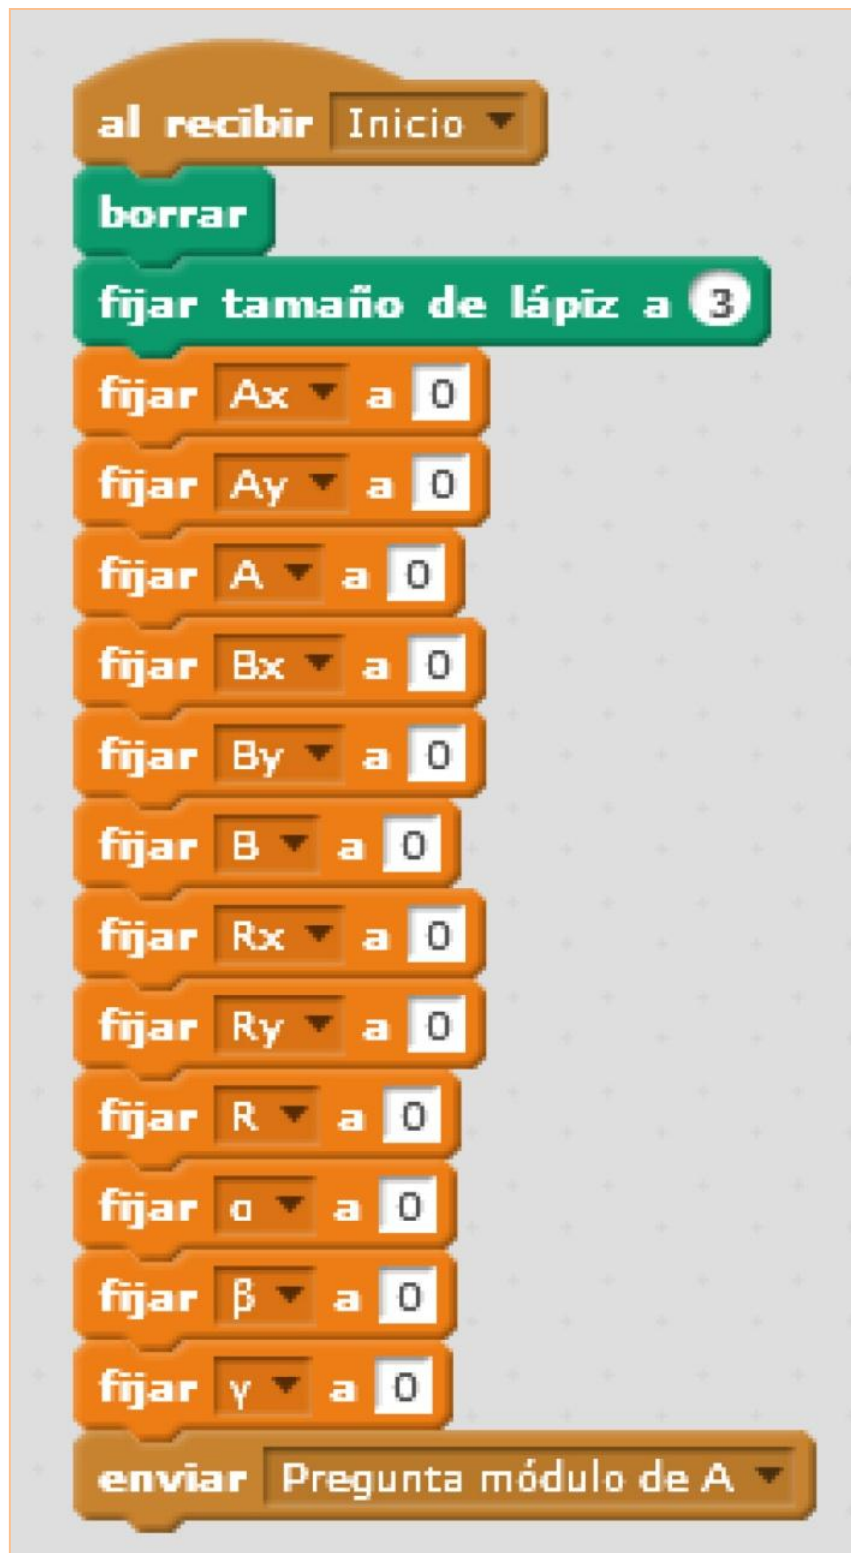 al recibir Inicio
borrar
fijar tamaño de lápiz a 3
fijar Ax a 0
fijar Ay a 0
fijar A a 0
fijar Bx a 0
fijar By a 0
fijar B a 0
fijar Rx a 0
fijar Ry a 0
fijar R a 0
fijar α a 0
fijar β a 0
fijar γ a 0
enviar Pregunta módulo de A